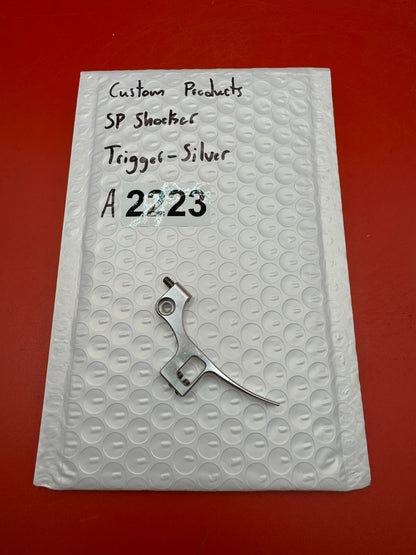 Custom Products
SP Shocker
Trigger-Silver
A 2223